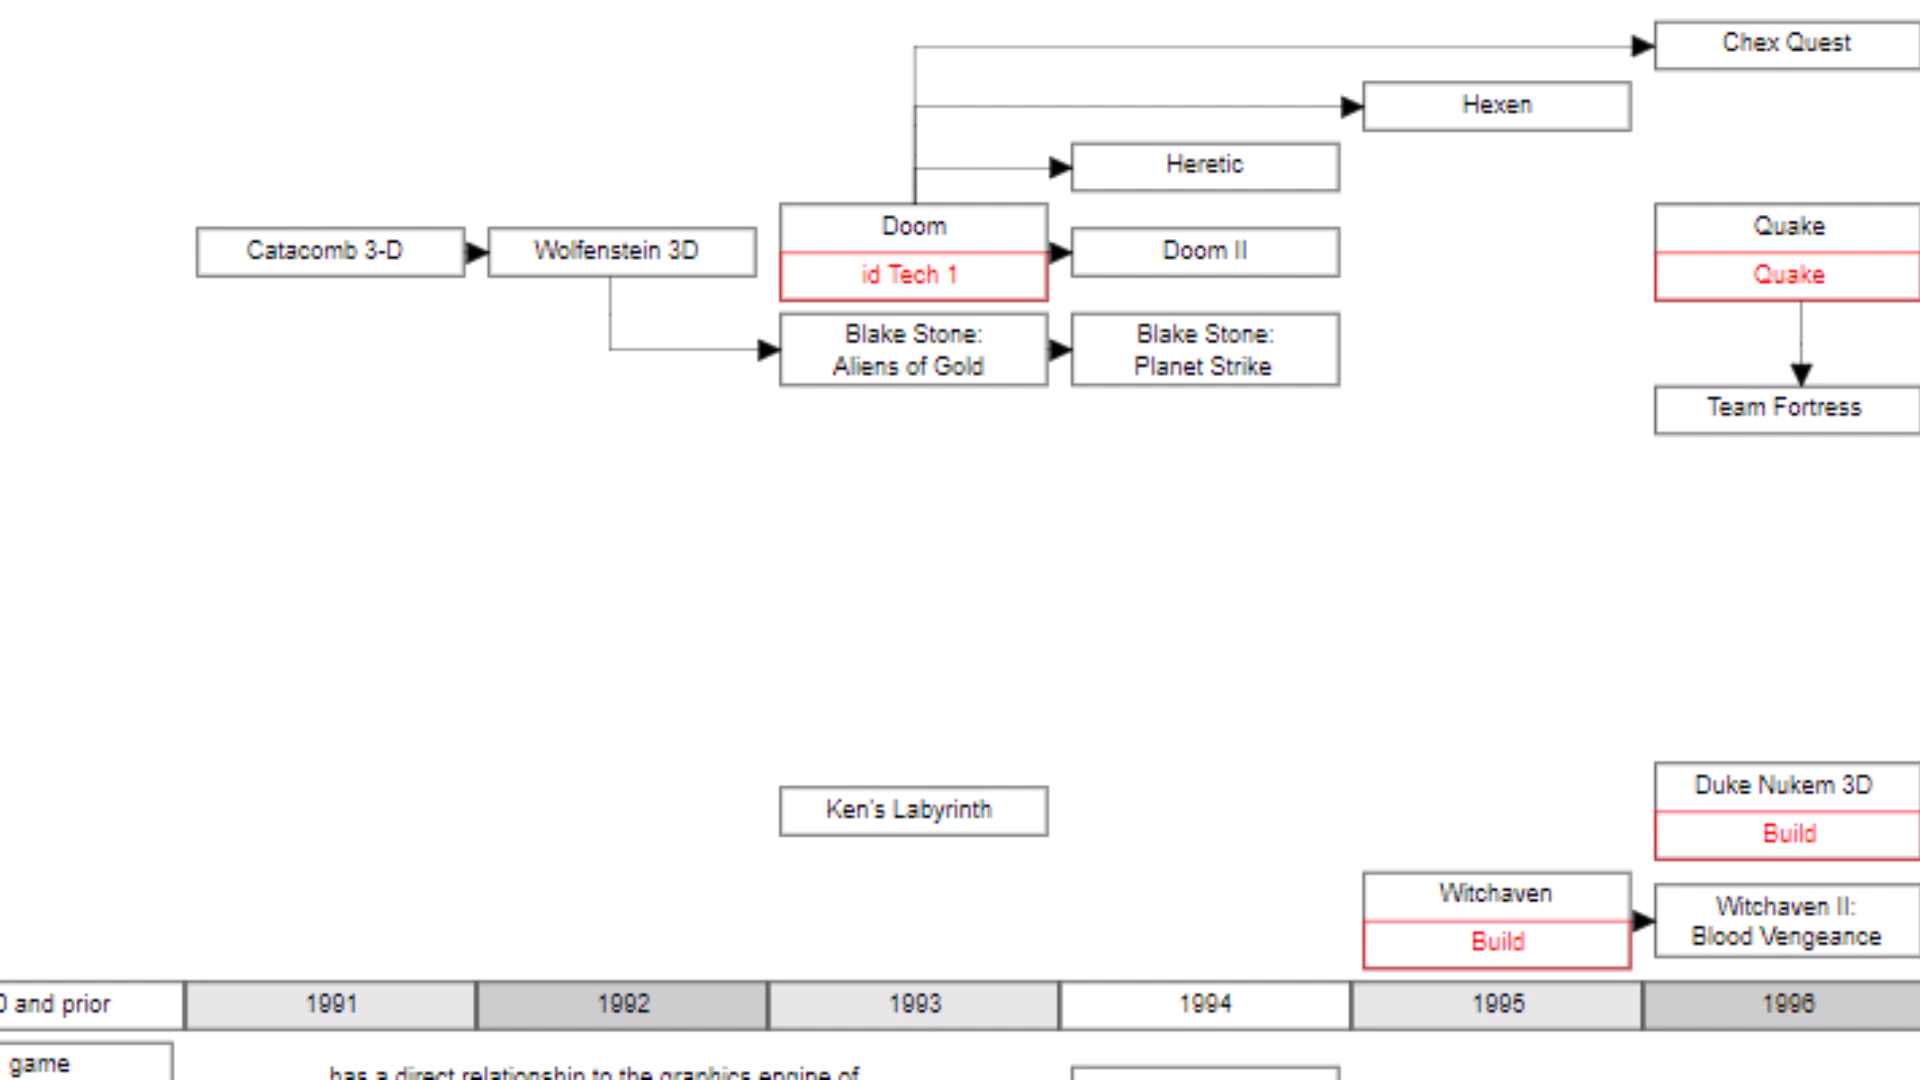 Chex Quest
Hexen
Heretic
Doom
id Tech 1
Quake
Quake
Catacomb 3-D
Wolfenstein 3D
Doom II
Blake Stone:
Aliens of Gold
Blake Stone:
Planet Strike
Team Fortress
Ken's Labyrinth
Duke Nukem 3D
Build
Witchaven
Build
Witchaven II:
Blood Vengeance
0 and prior
1991
1992
1993
1994
1995
1996
game
has a direct relationship to the graphics engine of